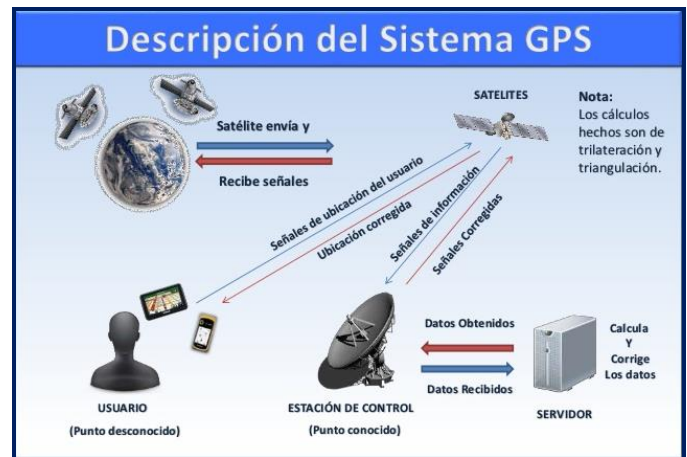 Descripción del Sistema GPS
SATELITES
Nota:
Los cálculos
hechos son de
trilateración y
triangulación.
Satélite envía y
Recibe señales
Señales de ubicación del usuario
Ubicación corregida
Señales de información
Señales Corregidas
Datos Obtenidos
Datos Recibidos
Calcula
Y
Corrige
Los datos
USUARIO
(Punto desconocido)
ESTACIÓN DE CONTROL
(Punto conocido)
SERVIDOR